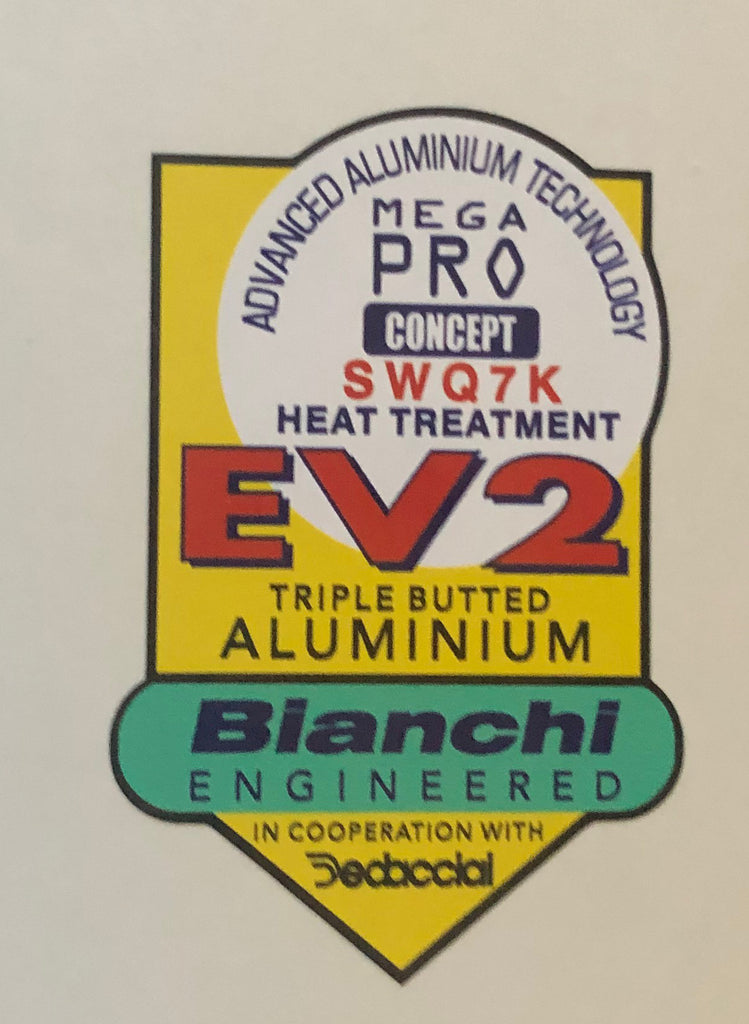 ADVANCED ALUMINIUM TECHNOLOGY
MEGA
PRO
CONCEPT
SWQ7K
HEAT TREATMENT
EV2
TRIPLE BUTTED
ALUMINIUM
Bianchi
ENGINEERED
IN COOPERATION WITH
Dedacciai